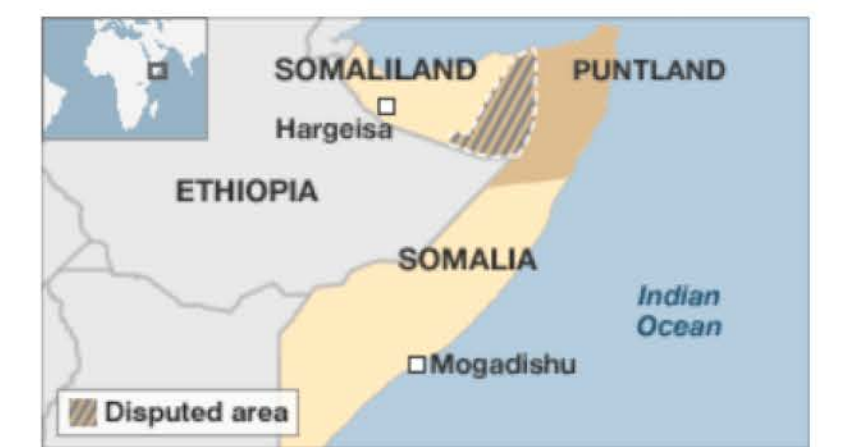 SOMALILAND
PUNTLAND
Hargeisa
ETHIOPIA
SOMALIA
Indian
Ocean
Mogadishu
Disputed area